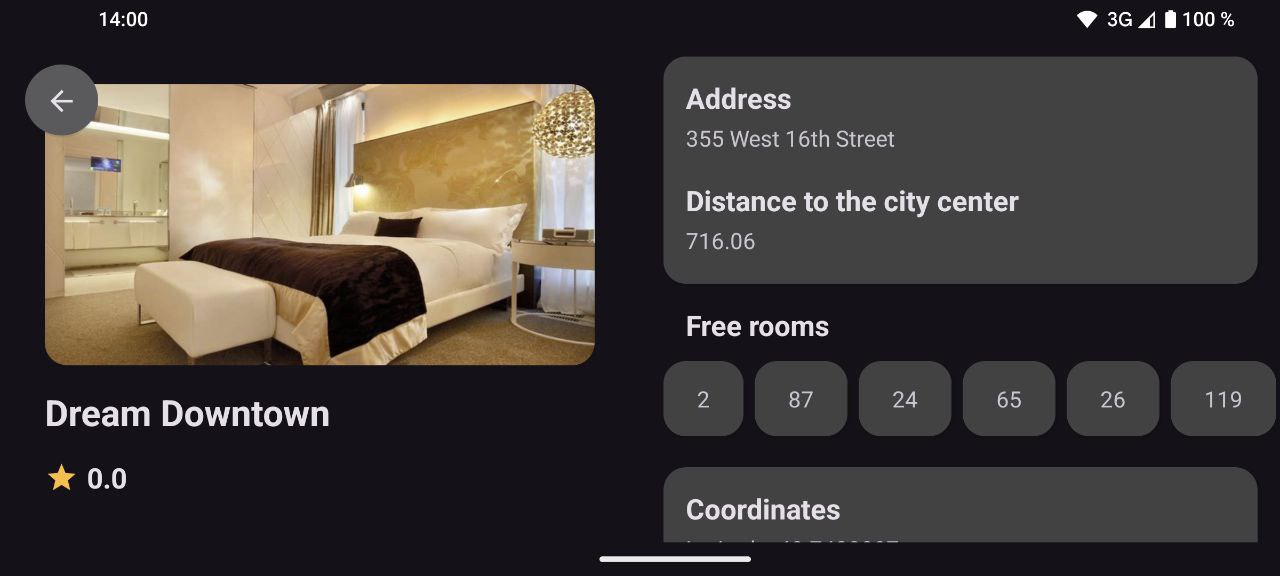 14:00
3G 100 %
Dream Downtown
0.0
Address
355 West 16th Street
Distance to the city center
716.06
Free rooms
2 87 24 65 26 119
Coordinates